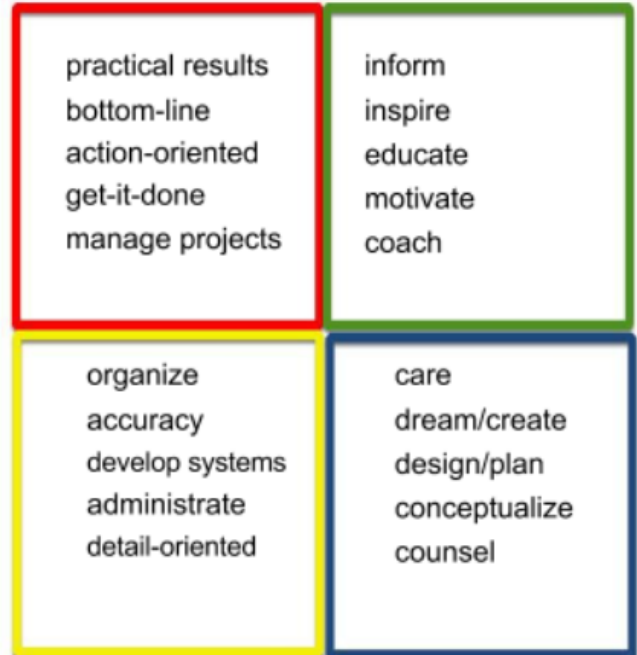 practical results
bottom-line
action-oriented
get-it-done
manage projects
inform
inspire
educate
motivate
coach
organize
accuracy
develop systems
administrate
detail-oriented
care
dream/create
design/plan
conceptualize
counsel